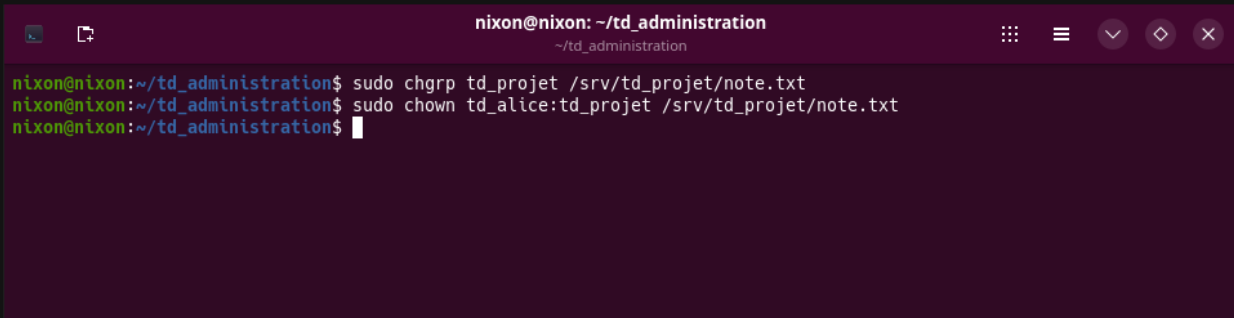 nixon@nixon: ~/td_administration
~/td_administration
nixon@nixon:~/td_administration$ sudo chgrp td_projet /srv/td_projet/note.txt
nixon@nixon:~/td_administration$ sudo chown td_alice:td_projet /srv/td_projet/note.txt
nixon@nixon:~/td_administration$